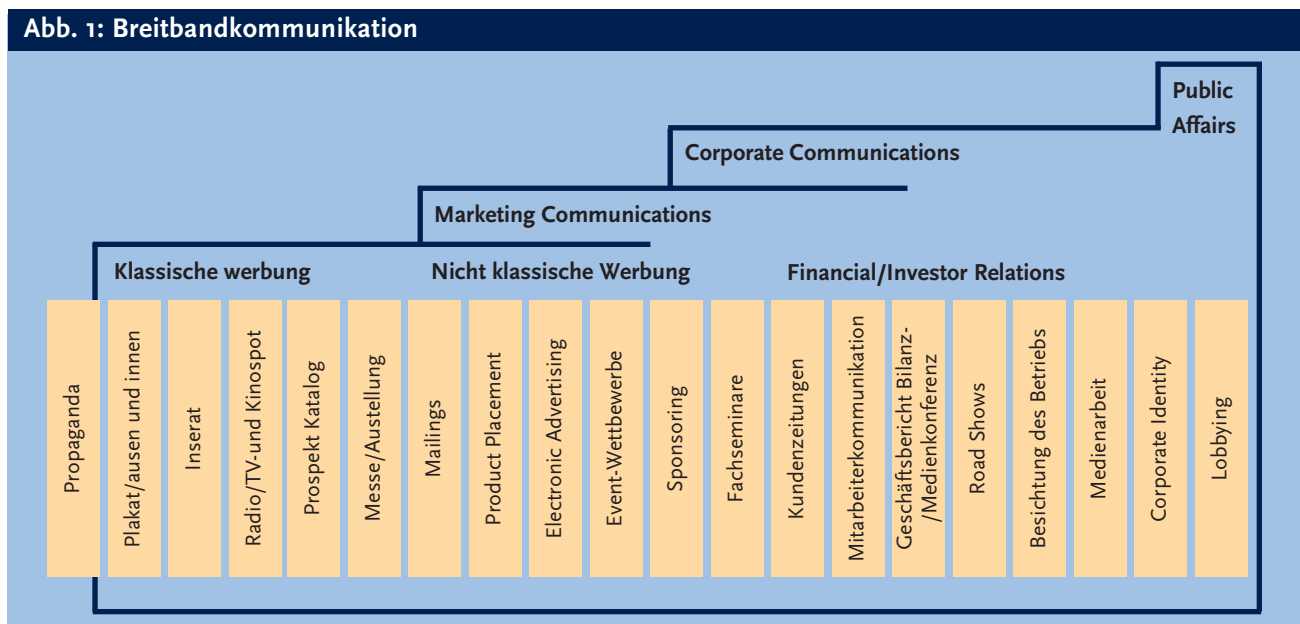 Abb. 1: Breitbandkommunikation
Public
Affairs
Corporate Communications
Marketing Communications
Klassische werbung
Nicht klassische Werbung
Financial/Investor Relations
Propaganda
Plakat/ausen und innen
Inserat
Radio/TV-und Kinospot
Prospekt Katalog
Messe/Austellung
Mailings
Product Placement
Electronic Advertising
Event-Wettbewerbe
Sponsoring
Fachseminare
Kundenzeitungen
Mitarbeiterkommunikation
Geschäftsbericht Bilanz-
/Medienkonferenz
Road Shows
Besichtung des Betriebs
Medienarbeit
Corporate Identity
Lobbying